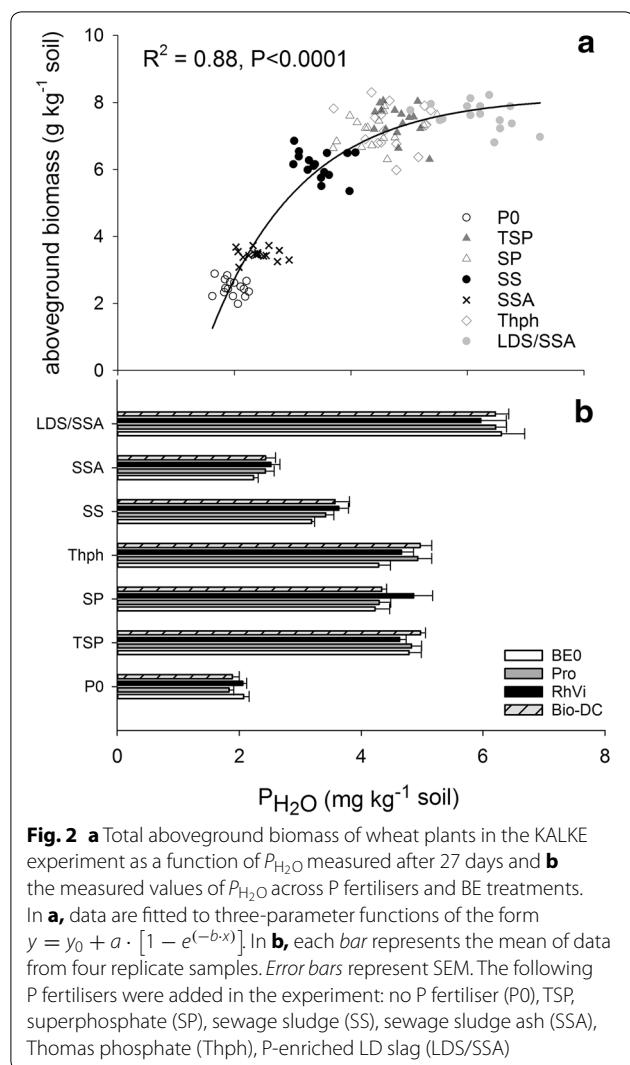 a
R² = 0.88, P<0.0001
aboveground biomass (g kg⁻¹ soil)
10
8
6
4
2
0
P0
TSP
SP
SS
SSA
Thph
LDS/SSA
b
LDS/SSA
SSA
SS
Thph
SP
TSP
P0
BE0
Pro
RhVi
Bio-DC
0 2 4 6 8
P_H₂O (mg kg⁻¹ soil)
Fig. 2 a Total aboveground biomass of wheat plants in the KALKE
experiment as a function of P_H₂O measured after 27 days and b
the measured values of P_H₂O across P fertilisers and BE treatments.
In a, data are fitted to three-parameter functions of the form
y = y₀ + a · [1 − e^(−b·x)]. In b, each bar represents the mean of data
from four replicate samples. Error bars represent SEM. The following
P fertilisers were added in the experiment: no P fertiliser (P0), TSP,
superphosphate (SP), sewage sludge (SS), sewage sludge ash (SSA),
Thomas phosphate (Thph), P-enriched LD slag (LDS/SSA)